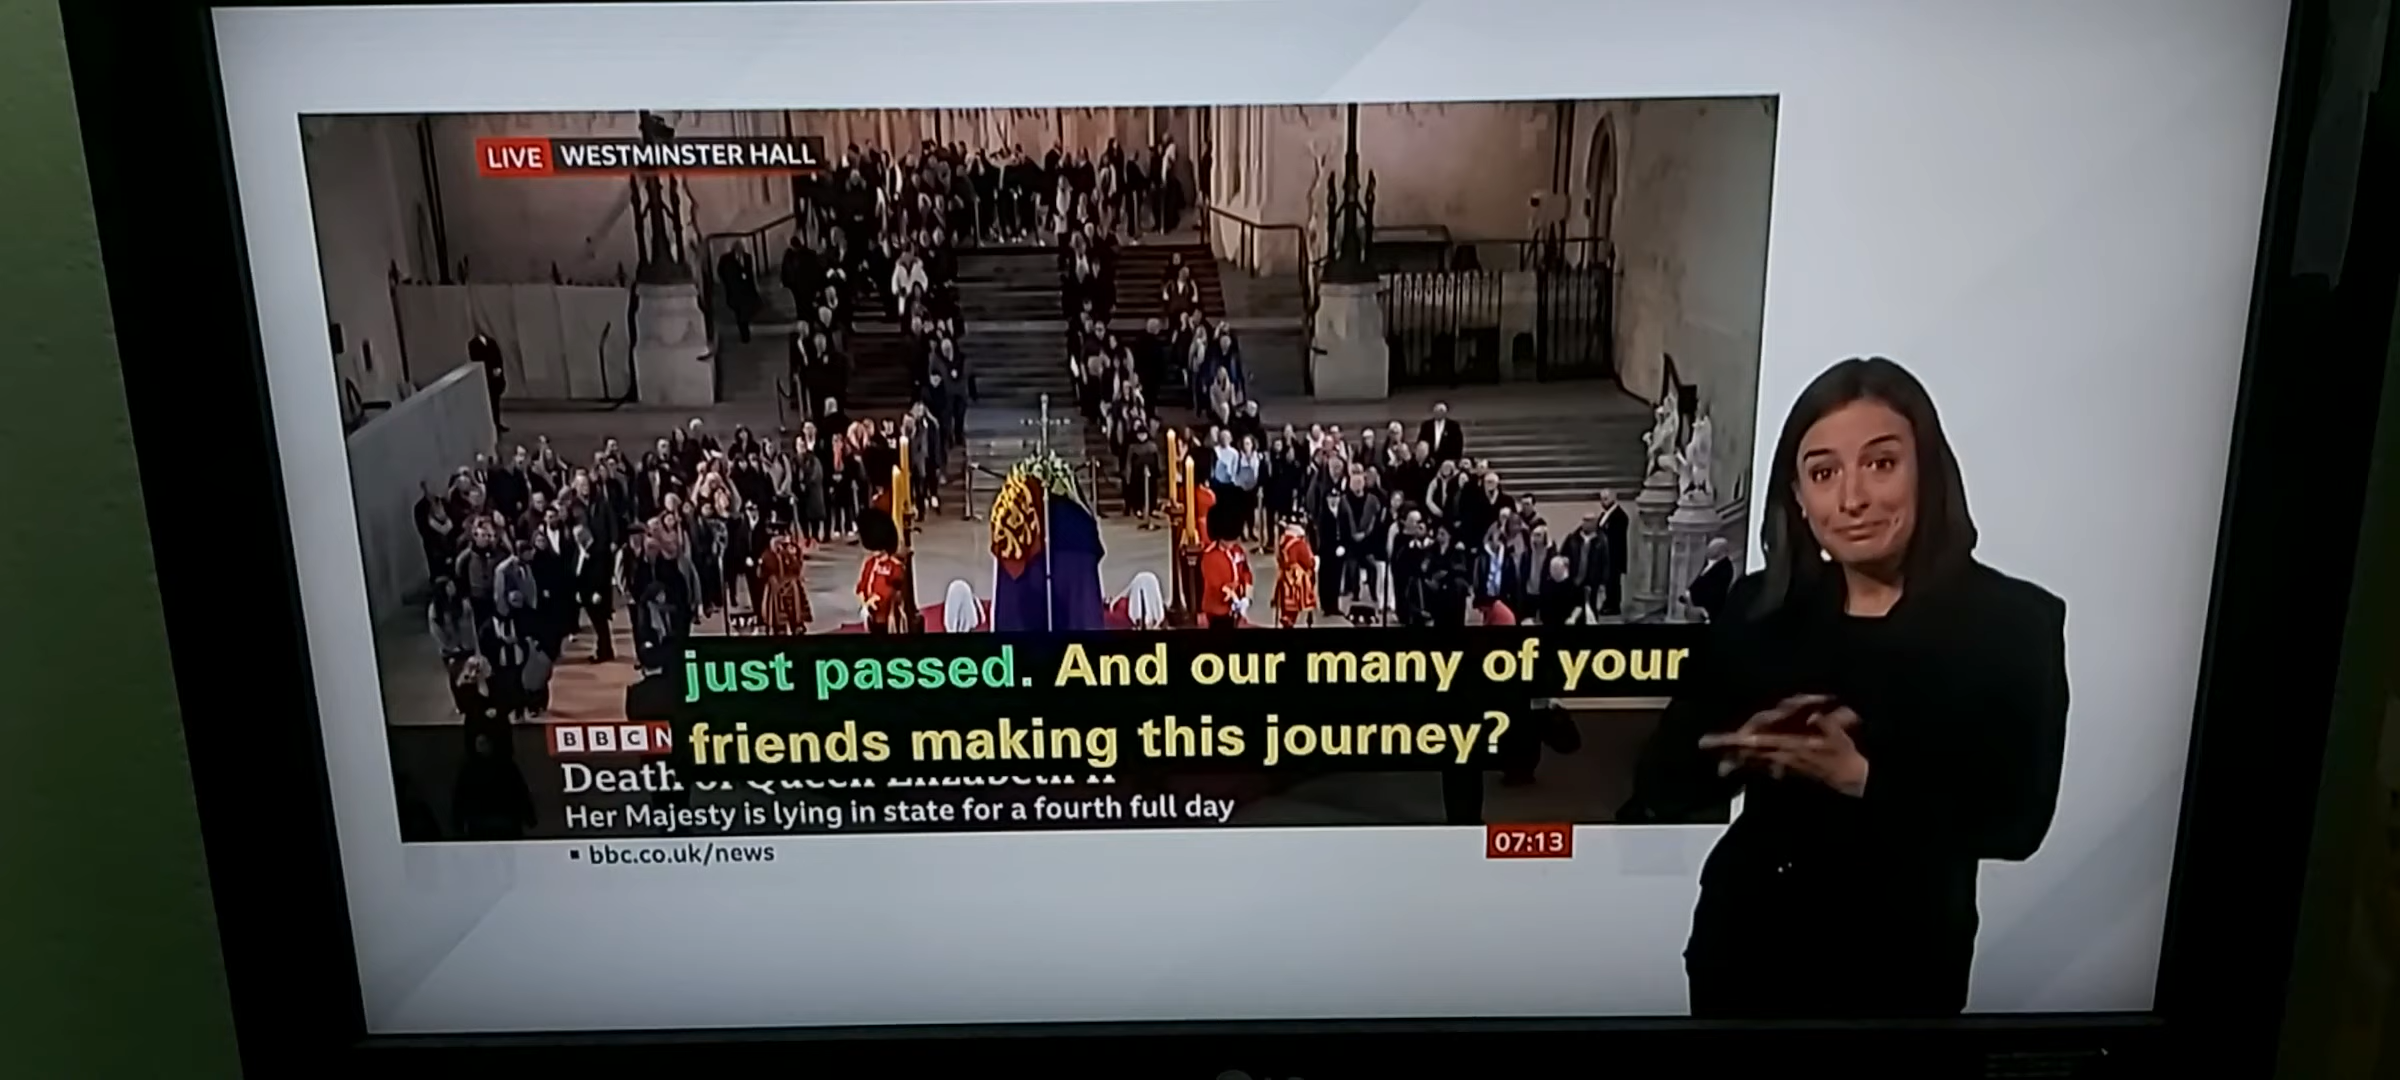 LIVE WESTMINSTER HALL
just passed. And our many of your
friends making this journey?
BBC N
Death
Her Majesty is lying in state for a fourth full day
07:13
▪ bbc.co.uk/news